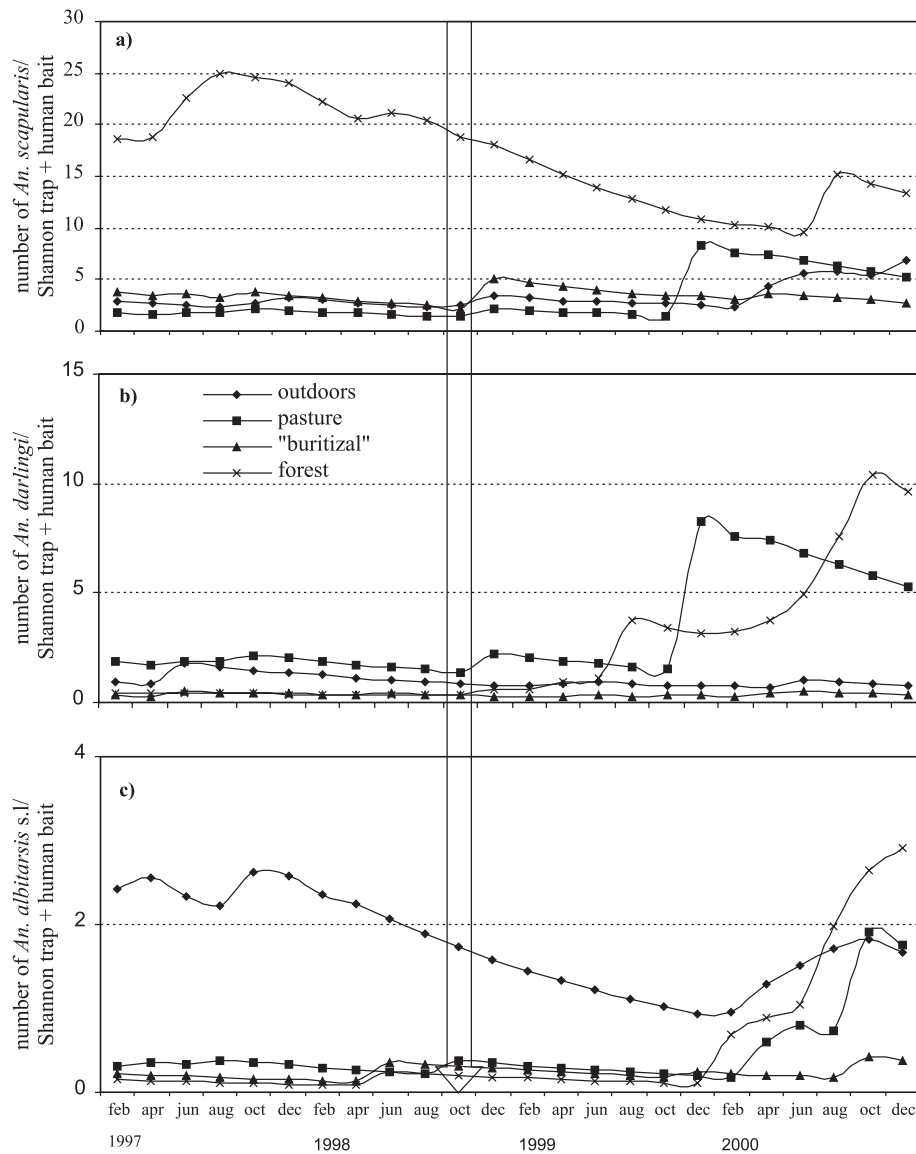 a)
number of An. scapularis/
Shannon trap + human bait
30
25
20
15
10
5
0
b)
number of An. darlingi/
Shannon trap + human bait
15
10
5
0
outdoors
pasture
"buritizal"
forest
c)
number of An. albitarsis s.l/
Shannon trap + human bait
4
2
0
feb apr jun aug oct dec feb apr jun aug oct dec feb apr jun aug oct dec feb apr jun aug oct dec
1997 1998 1999 2000